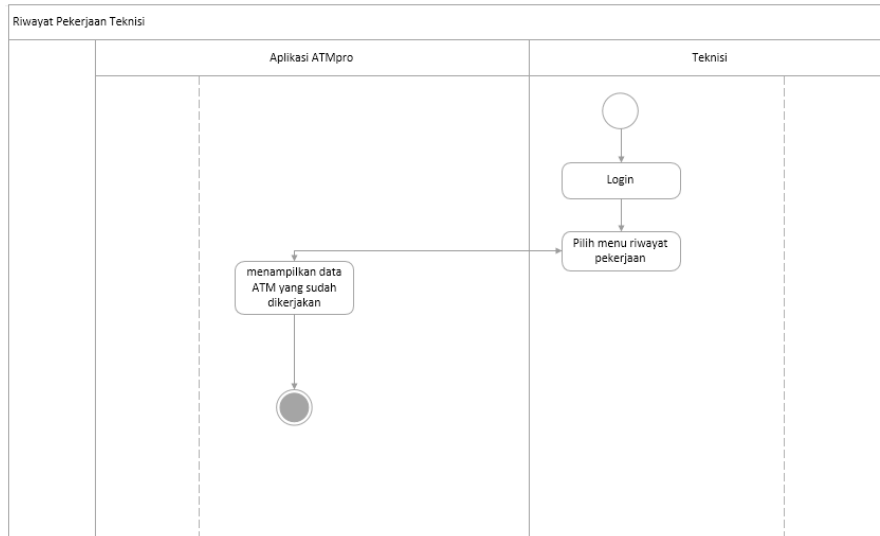 Riwayat Pekerjaan Teknisi
Aplikasi ATMpro
Teknisi
Login
Pilih menu riwayat
pekerjaan
menampilkan data
ATM yang sudah
dikerjakan